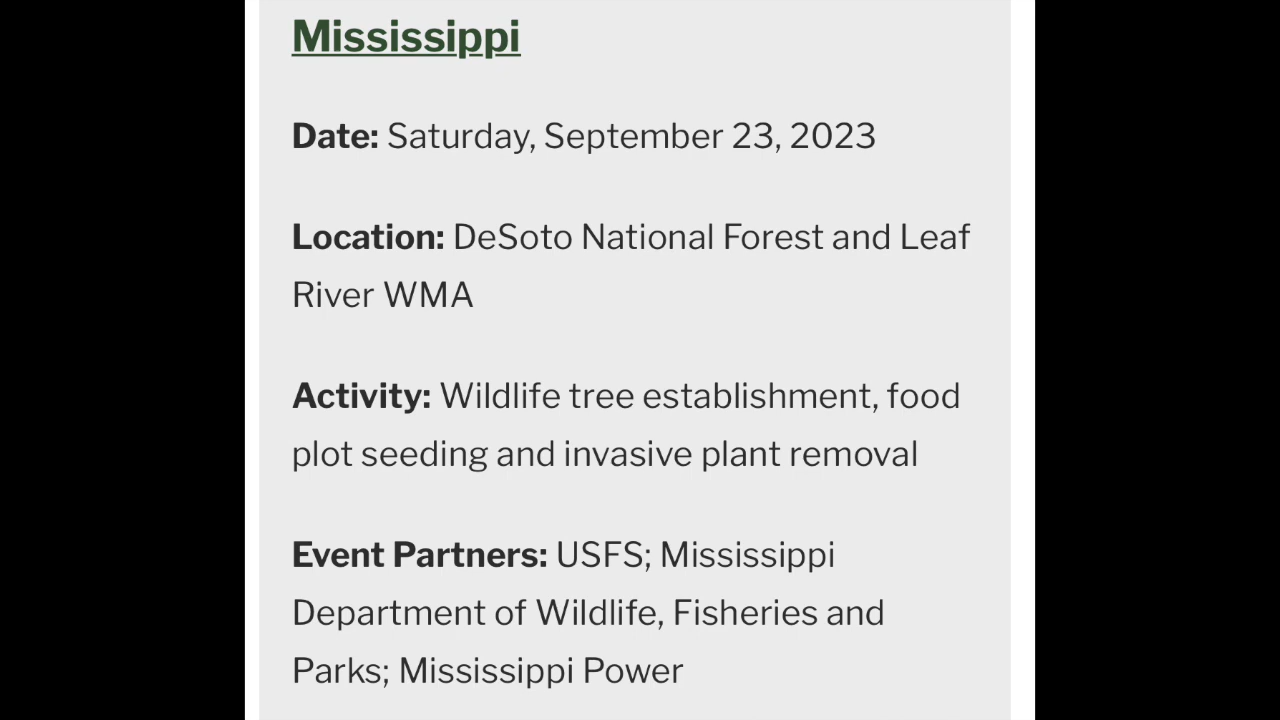 Mississippi
Date: Saturday, September 23, 2023
Location: DeSoto National Forest and Leaf
River WMA
Activity: Wildlife tree establishment, food
plot seeding and invasive plant removal
Event Partners: USFS; Mississippi
Department of Wildlife, Fisheries and
Parks; Mississippi Power